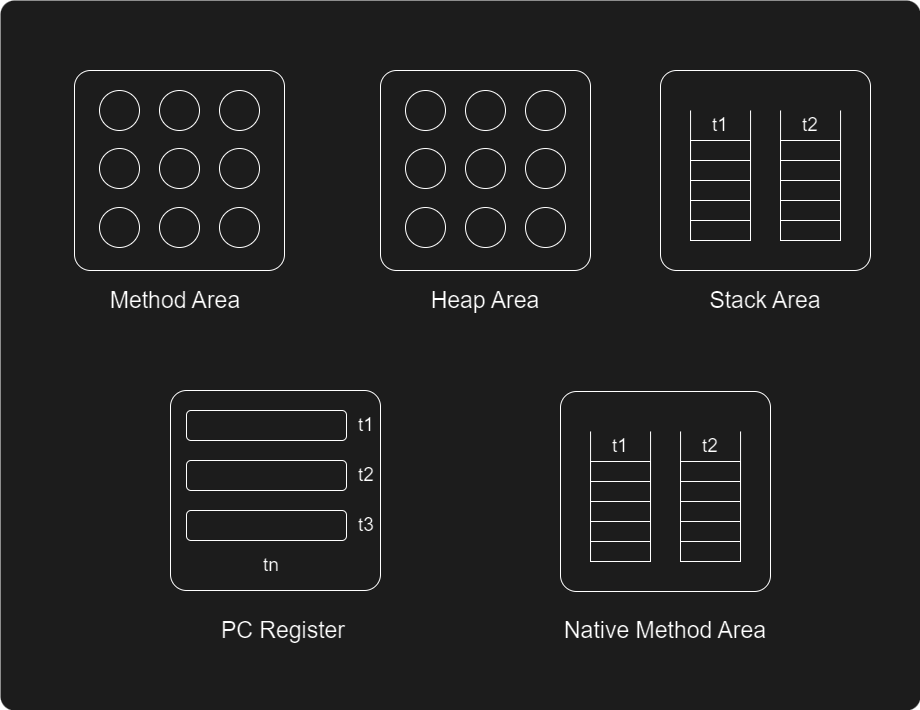 t1
t2
Method Area
Heap Area
Stack Area
t1
t2
t3
tn
t1
t2
PC Register
Native Method Area